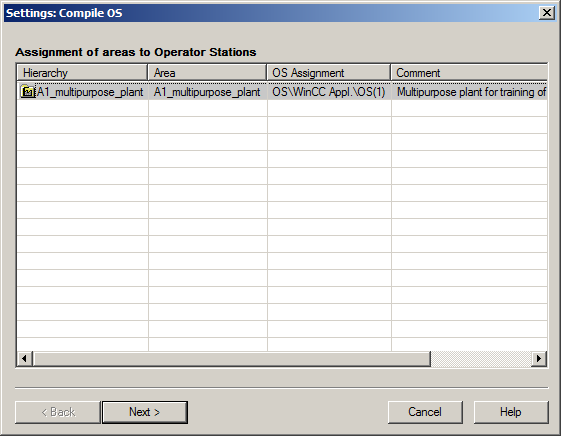 Settings: Compile OS
Assignment of areas to Operator Stations
Hierarchy Area OS Assignment Comment
A1_multipurpose_plant A1_multipurpose_plant OS\WinCC Appl.\OS(1) Multipurpose plant for training of
< Back Next > Cancel Help